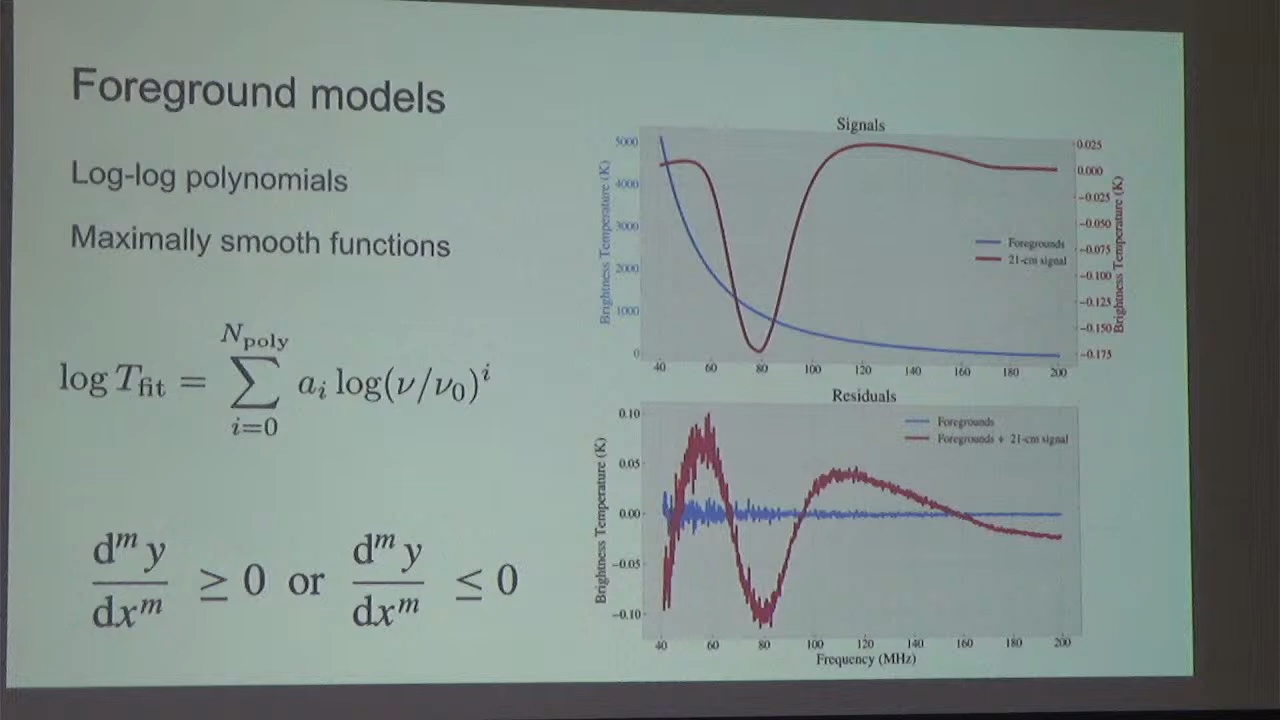 Foreground models
Log-log polynomials
Maximally smooth functions
log T_fit = \sum_{i=0}^{N_poly} a_i log(ν/ν_0)^i
d^m y / dx^m ≥ 0 or d^m y / dx^m ≤ 0
Signals
Brightness Temperature (K)
5000
4000
3000
2000
1000
0
0.025
0.000
−0.025
−0.050
−0.075
−0.100
−0.125
−0.150
−0.175
Brightness Temperature (K)
Foregrounds
21-cm signal
40 60 80 100 120 140 160 180 200
Residuals
Brightness Temperature (K)
0.10
0.05
0.00
−0.05
−0.10
Foregrounds
Foregrounds + 21-cm signal
40 60 80 100 120 140 160 180 200
Frequency (MHz)